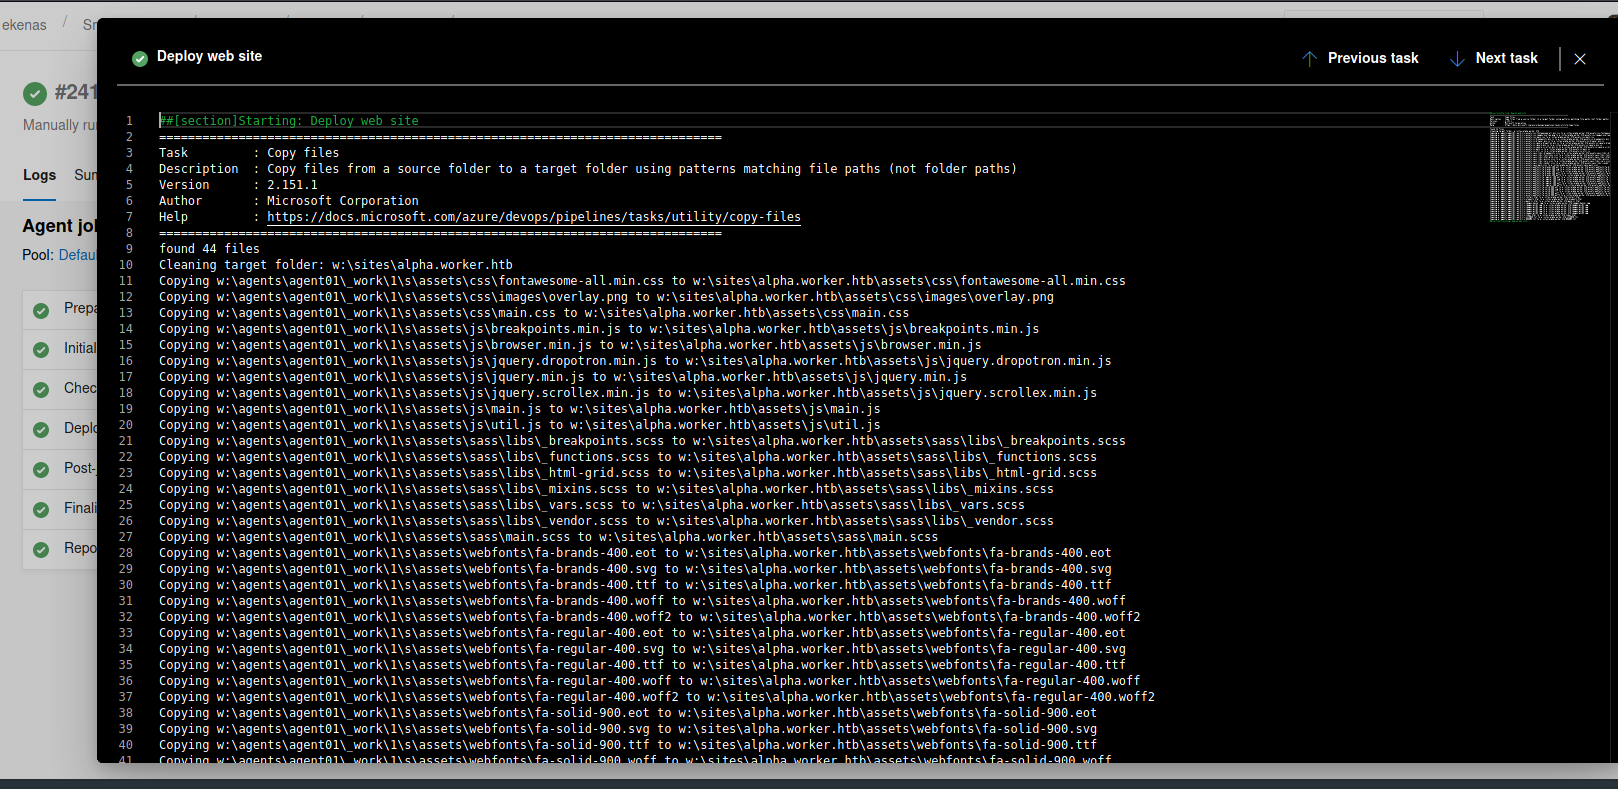 ekenas / Sn
Deploy web site
Previous task
Next task
#241
Manually ru
Logs Sun
Agent jol
Pool: Defau
Prepa
Initial
Chec
Deplo
Post-
Finali
Repo
1 ##[section]Starting: Deploy web site
2 ==============================================================================
3 Task : Copy files
4 Description : Copy files from a source folder to a target folder using patterns matching file paths (not folder paths)
5 Version : 2.151.1
6 Author : Microsoft Corporation
7 Help : https://docs.microsoft.com/azure/devops/pipelines/tasks/utility/copy-files
8 ==============================================================================
9 found 44 files
10 Cleaning target folder: w:\sites\alpha.worker.htb
11 Copying w:\agents\agent01\_work\1\s\assets\css\fontawesome-all.min.css to w:\sites\alpha.worker.htb\assets\css\fontawesome-all.min.css
12 Copying w:\agents\agent01\_work\1\s\assets\css\images\overlay.png to w:\sites\alpha.worker.htb\assets\css\images\overlay.png
13 Copying w:\agents\agent01\_work\1\s\assets\css\main.css to w:\sites\alpha.worker.htb\assets\css\main.css
14 Copying w:\agents\agent01\_work\1\s\assets\js\breakpoints.min.js to w:\sites\alpha.worker.htb\assets\js\breakpoints.min.js
15 Copying w:\agents\agent01\_work\1\s\assets\js\browser.min.js to w:\sites\alpha.worker.htb\assets\js\browser.min.js
16 Copying w:\agents\agent01\_work\1\s\assets\js\jquery.dropotron.min.js to w:\sites\alpha.worker.htb\assets\js\jquery.dropotron.min.js
17 Copying w:\agents\agent01\_work\1\s\assets\js\jquery.min.js to w:\sites\alpha.worker.htb\assets\js\jquery.min.js
18 Copying w:\agents\agent01\_work\1\s\assets\js\jquery.scrollex.min.js to w:\sites\alpha.worker.htb\assets\js\jquery.scrollex.min.js
19 Copying w:\agents\agent01\_work\1\s\assets\js\main.js to w:\sites\alpha.worker.htb\assets\js\main.js
20 Copying w:\agents\agent01\_work\1\s\assets\js\util.js to w:\sites\alpha.worker.htb\assets\js\util.js
21 Copying w:\agents\agent01\_work\1\s\assets\sass\libs\_breakpoints.scss to w:\sites\alpha.worker.htb\assets\sass\libs\_breakpoints.scss
22 Copying w:\agents\agent01\_work\1\s\assets\sass\libs\_functions.scss to w:\sites\alpha.worker.htb\assets\sass\libs\_functions.scss
23 Copying w:\agents\agent01\_work\1\s\assets\sass\libs\_html-grid.scss to w:\sites\alpha.worker.htb\assets\sass\libs\_html-grid.scss
24 Copying w:\agents\agent01\_work\1\s\assets\sass\libs\_mixins.scss to w:\sites\alpha.worker.htb\assets\sass\libs\_mixins.scss
25 Copying w:\agents\agent01\_work\1\s\assets\sass\libs\_vars.scss to w:\sites\alpha.worker.htb\assets\sass\libs\_vars.scss
26 Copying w:\agents\agent01\_work\1\s\assets\sass\libs\_vendor.scss to w:\sites\alpha.worker.htb\assets\sass\libs\_vendor.scss
27 Copying w:\agents\agent01\_work\1\s\assets\sass\main.scss to w:\sites\alpha.worker.htb\assets\sass\main.scss
28 Copying w:\agents\agent01\_work\1\s\assets\webfonts\fa-brands-400.eot to w:\sites\alpha.worker.htb\assets\webfonts\fa-brands-400.eot
29 Copying w:\agents\agent01\_work\1\s\assets\webfonts\fa-brands-400.svg to w:\sites\alpha.worker.htb\assets\webfonts\fa-brands-400.svg
30 Copying w:\agents\agent01\_work\1\s\assets\webfonts\fa-brands-400.ttf to w:\sites\alpha.worker.htb\assets\webfonts\fa-brands-400.ttf
31 Copying w:\agents\agent01\_work\1\s\assets\webfonts\fa-brands-400.woff to w:\sites\alpha.worker.htb\assets\webfonts\fa-brands-400.woff
32 Copying w:\agents\agent01\_work\1\s\assets\webfonts\fa-brands-400.woff2 to w:\sites\alpha.worker.htb\assets\webfonts\fa-brands-400.woff2
33 Copying w:\agents\agent01\_work\1\s\assets\webfonts\fa-regular-400.eot to w:\sites\alpha.worker.htb\assets\webfonts\fa-regular-400.eot
34 Copying w:\agents\agent01\_work\1\s\assets\webfonts\fa-regular-400.svg to w:\sites\alpha.worker.htb\assets\webfonts\fa-regular-400.svg
35 Copying w:\agents\agent01\_work\1\s\assets\webfonts\fa-regular-400.ttf to w:\sites\alpha.worker.htb\assets\webfonts\fa-regular-400.ttf
36 Copying w:\agents\agent01\_work\1\s\assets\webfonts\fa-regular-400.woff to w:\sites\alpha.worker.htb\assets\webfonts\fa-regular-400.woff
37 Copying w:\agents\agent01\_work\1\s\assets\webfonts\fa-regular-400.woff2 to w:\sites\alpha.worker.htb\assets\webfonts\fa-regular-400.woff2
38 Copying w:\agents\agent01\_work\1\s\assets\webfonts\fa-solid-900.eot to w:\sites\alpha.worker.htb\assets\webfonts\fa-solid-900.eot
39 Copying w:\agents\agent01\_work\1\s\assets\webfonts\fa-solid-900.svg to w:\sites\alpha.worker.htb\assets\webfonts\fa-solid-900.svg
40 Copying w:\agents\agent01\_work\1\s\assets\webfonts\fa-solid-900.ttf to w:\sites\alpha.worker.htb\assets\webfonts\fa-solid-900.ttf
41 Copying w:\agents\agent01\_work\1\s\assets\webfonts\fa-solid-900.woff to w:\sites\alpha.worker.htb\assets\webfonts\fa-solid-900.woff